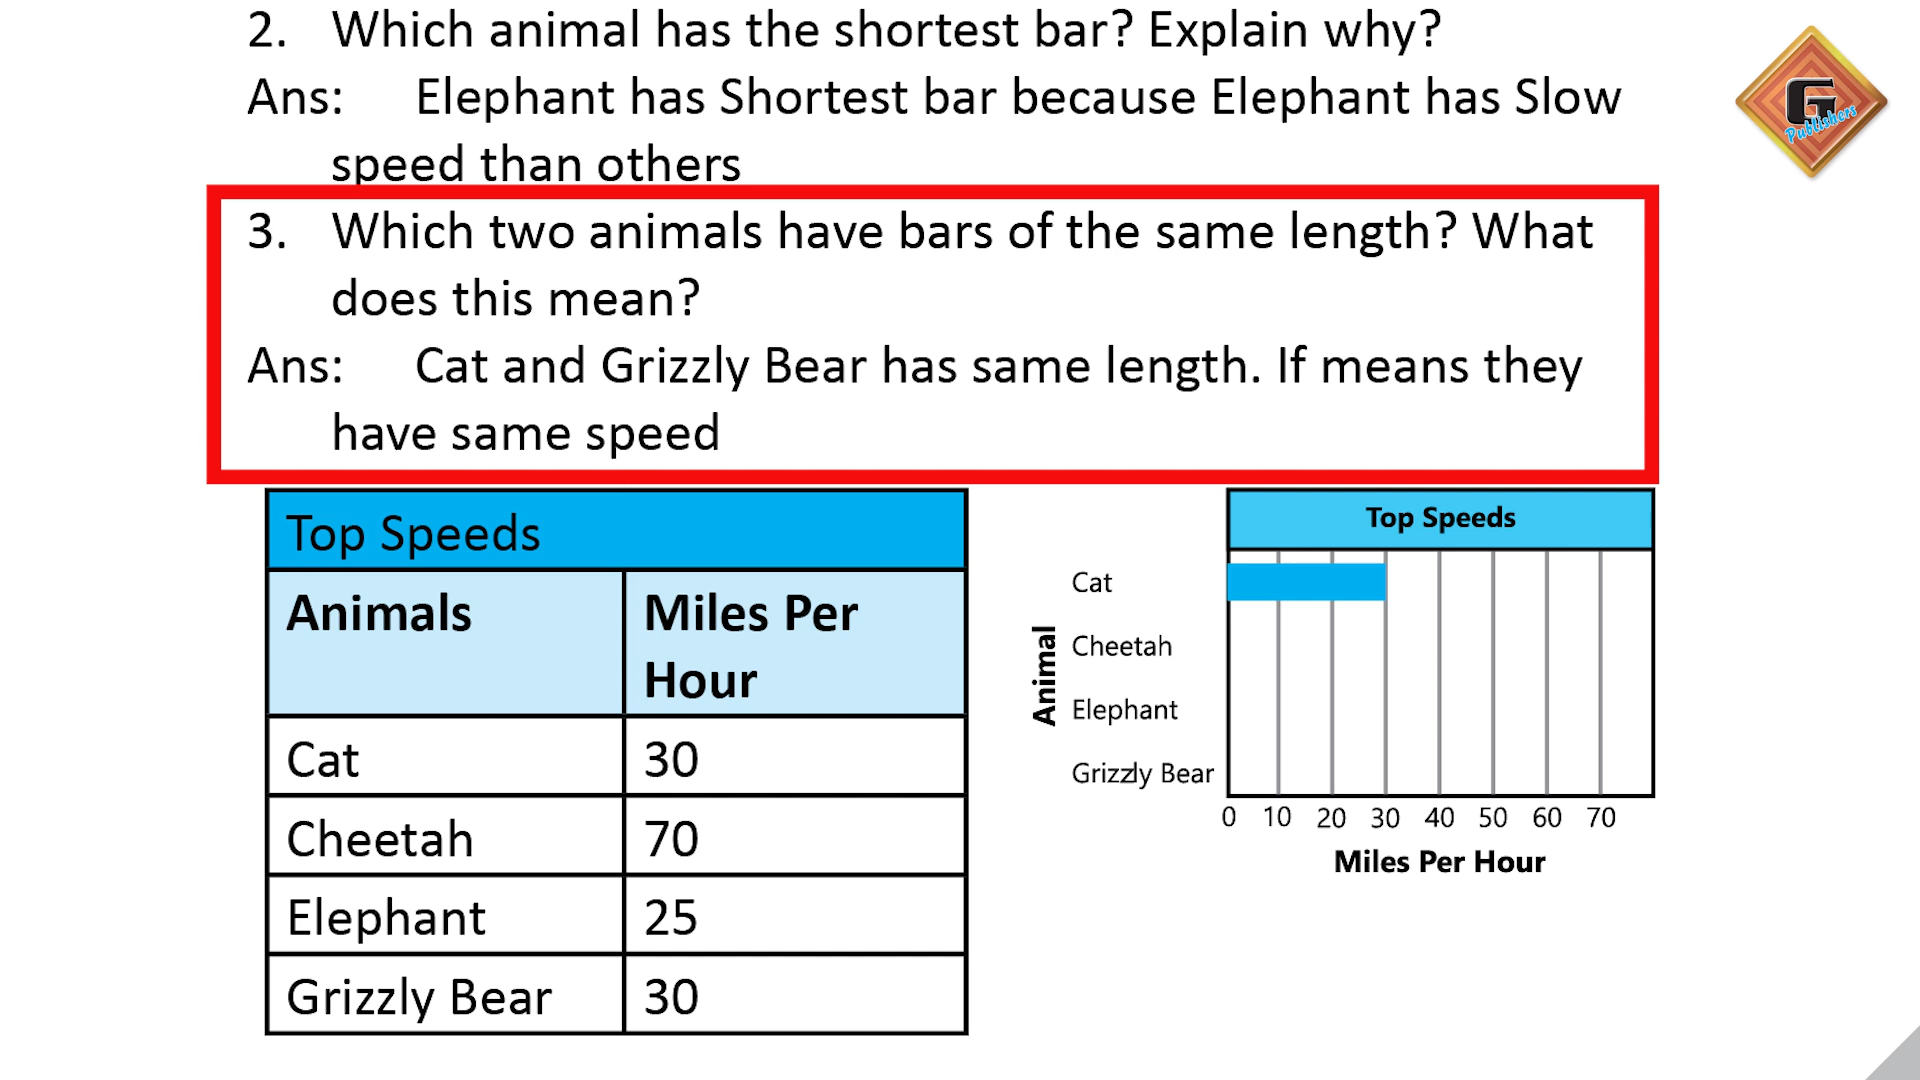 2. Which animal has the shortest bar? Explain why?
Ans: Elephant has Shortest bar because Elephant has Slow
speed than others
3. Which two animals have bars of the same length? What
does this mean?
Ans: Cat and Grizzly Bear has same length. If means they
have same speed
G
Publishers
Top Speeds
Animals Miles Per
Hour
Cat 30
Cheetah 70
Elephant 25
Grizzly Bear 30
Top Speeds
Animal
Cat
Cheetah
Elephant
Grizzly Bear
0 10 20 30 40 50 60 70
Miles Per Hour